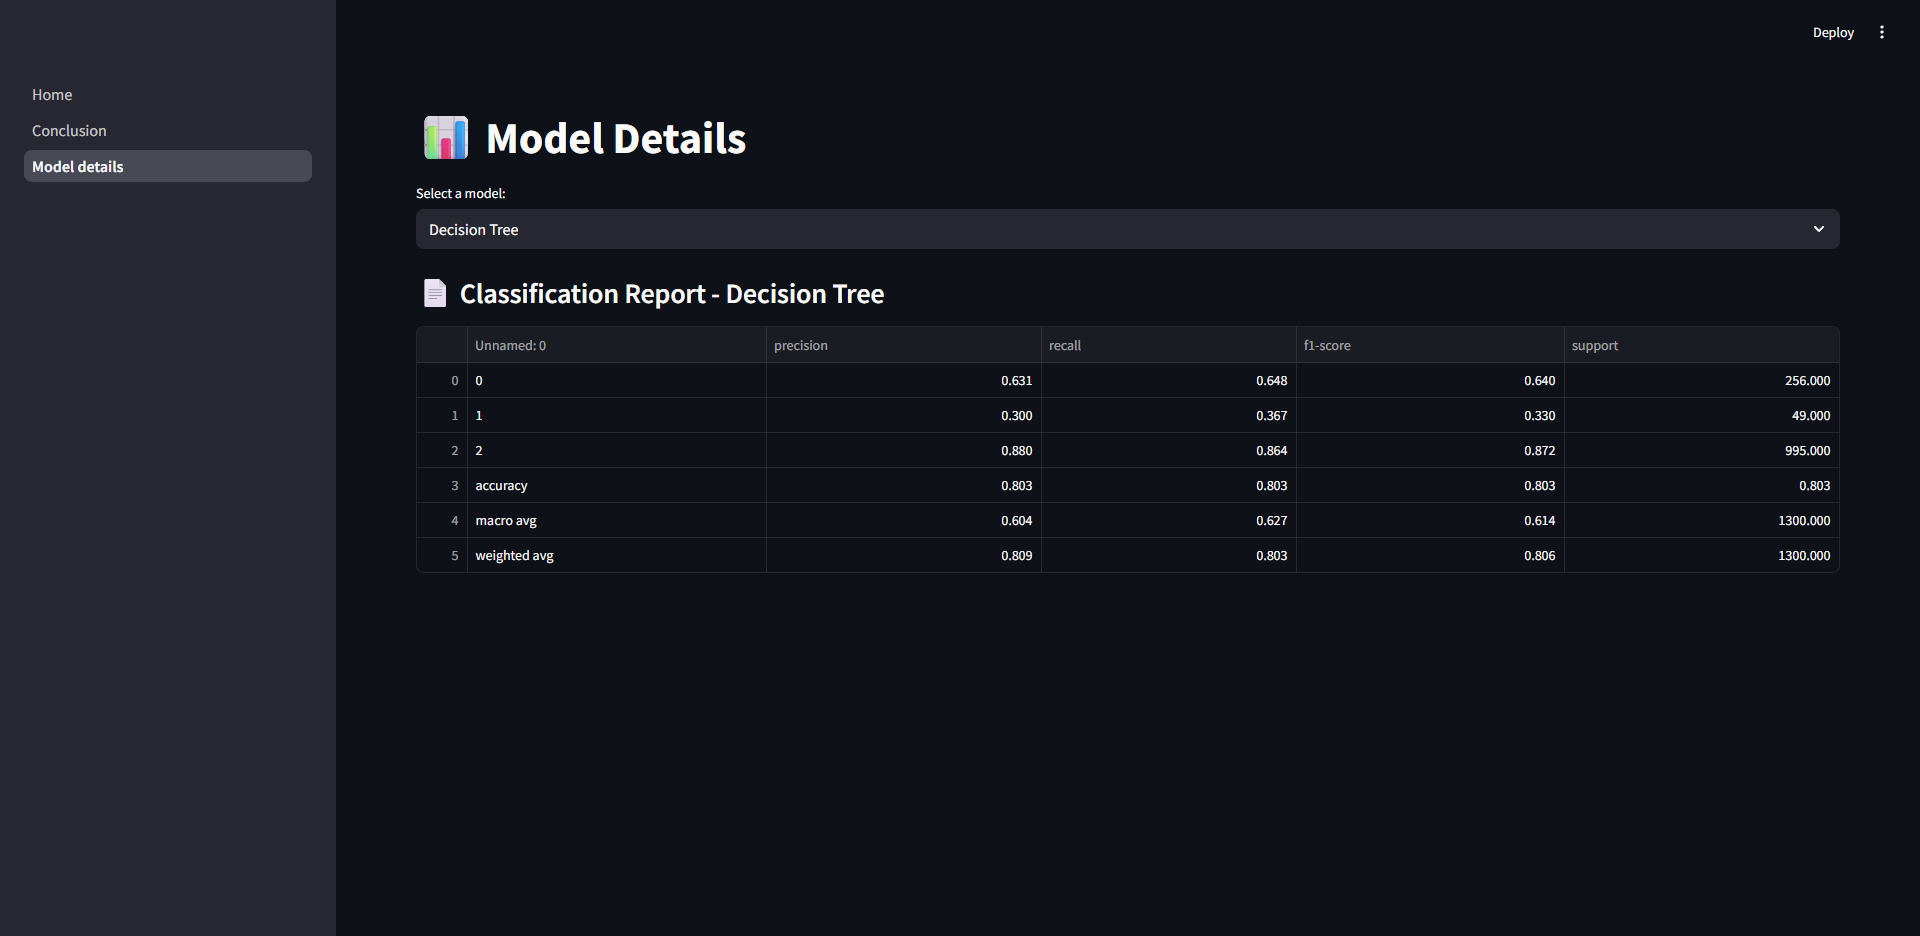 Deploy
Home
Conclusion
Model details
Model Details
Select a model:
Decision Tree
Classification Report - Decision Tree
Unnamed: 0 precision recall f1-score support
0 0 0.631 0.648 0.640 256.000
1 1 0.300 0.367 0.330 49.000
2 2 0.880 0.864 0.872 995.000
3 accuracy 0.803 0.803 0.803 0.803
4 macro avg 0.604 0.627 0.614 1300.000
5 weighted avg 0.809 0.803 0.806 1300.000